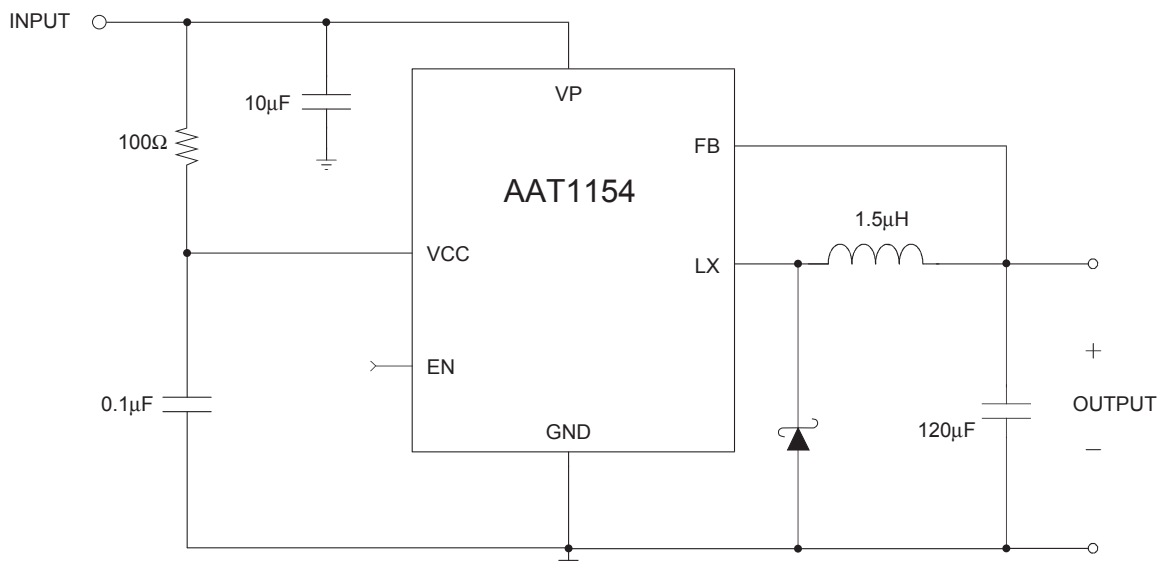 INPUT
10μF
VP
100Ω
FB
AAT1154
1.5μH
VCC
LX
EN
+
0.1μF
OUTPUT
120μF
GND
−